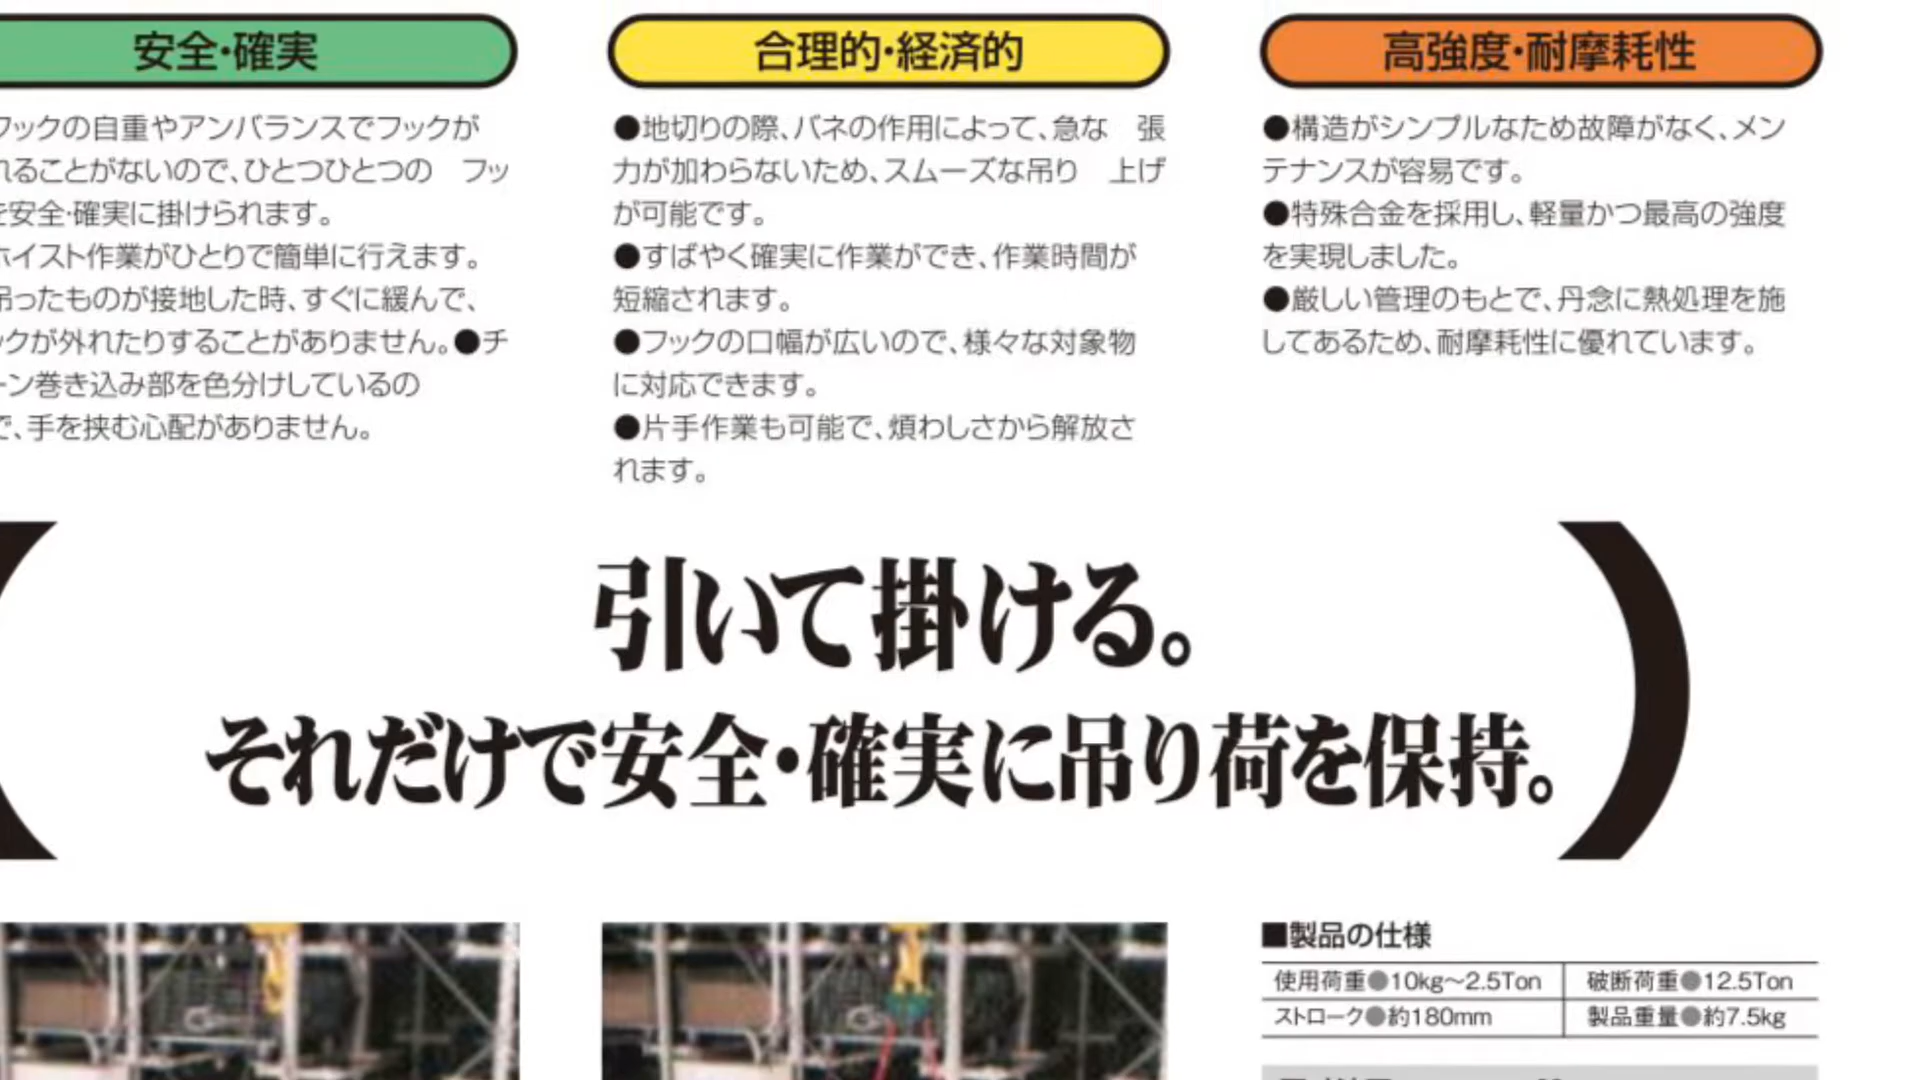 安全・確実
フックの自重やアンバランスでフックが
れることがないので、ひとつひとつの　フッ
を安全・確実に掛けられます。
ホイスト作業がひとりで簡単に行えます。
吊ったものが接地した時、すぐに緩んで、
ックが外れたりすることがありません。●チ
ーン巻き込み部を色分けしているの
で、手を挟む心配がありません。
合理的・経済的
●地切りの際、バネの作用によって、急な　張
力が加わらないため、スムーズな吊り　上げ
が可能です。
●すばやく確実に作業ができ、作業時間が
短縮されます。
●フックの口幅が広いので、様々な対象物
に対応できます。
●片手作業も可能で、煩わしさから解放さ
れます。
高強度・耐摩耗性
●構造がシンプルなため故障がなく、メン
テナンスが容易です。
●特殊合金を採用し、軽量かつ最高の強度
を実現しました。
●厳しい管理のもとで、丹念に熱処理を施
してあるため、耐摩耗性に優れています。
引いて掛ける。
それだけで安全・確実に吊り荷を保持。
■製品の仕様
使用荷重●10kg〜2.5Ton 破断荷重●12.5Ton
ストローク●約180mm 製品重量●約7.5kg